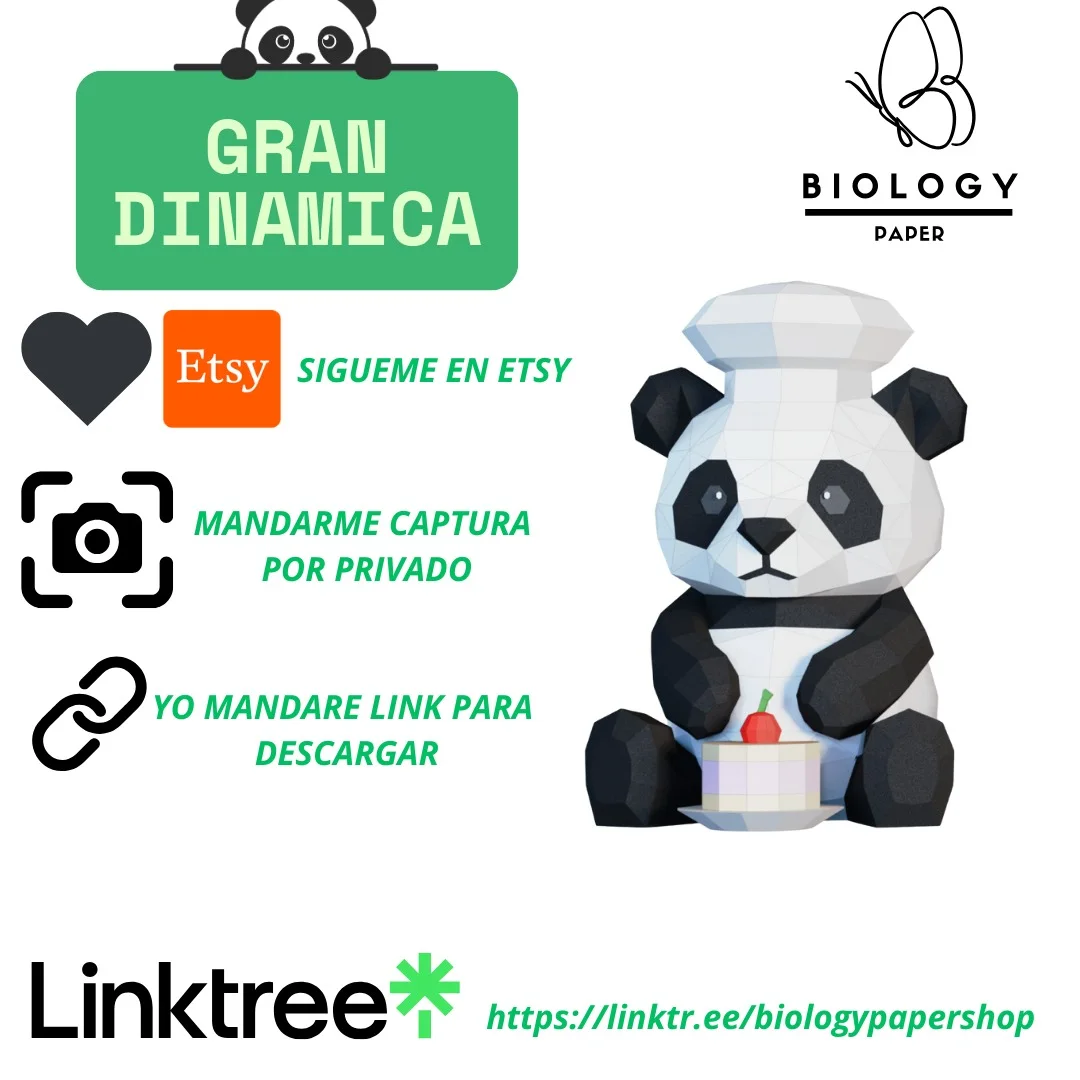 GRAN
DINAMICA
BIOLOGY
PAPER
Etsy
SIGUEME EN ETSY
MANDARME CAPTURA
POR PRIVADO
YO MANDARE LINK PARA
DESCARGAR
Linktree
https://linktr.ee/biologypapershop